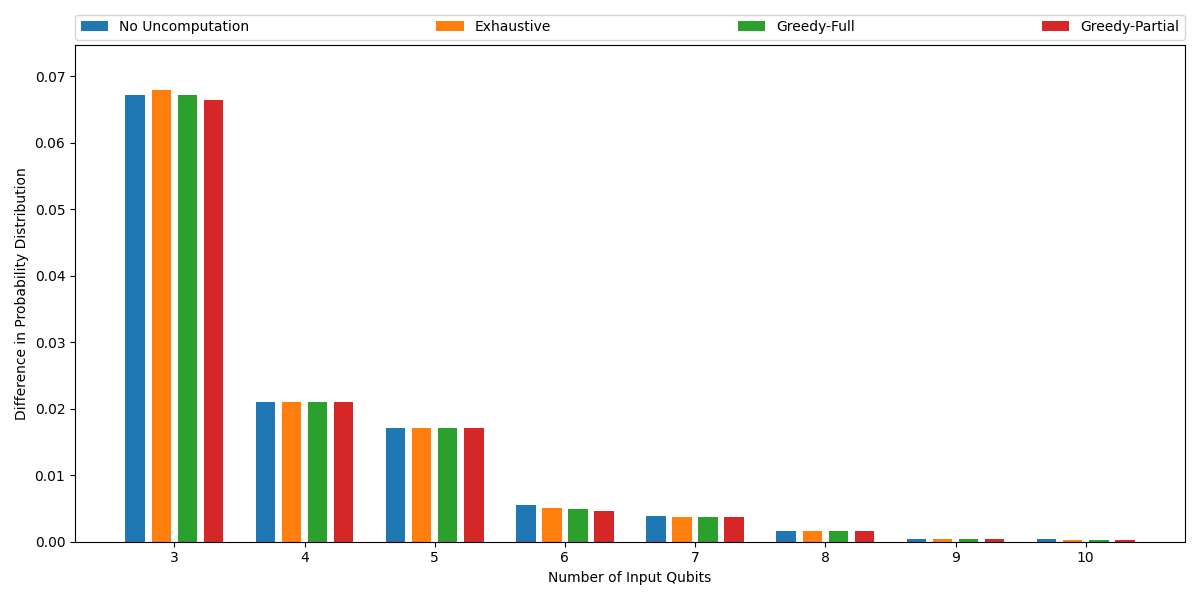 No Uncomputation Exhaustive Greedy-Full Greedy-Partial
Difference in Probability Distribution
0.07
0.06
0.05
0.04
0.03
0.02
0.01
0.00
3 4 5 6 7 8 9 10
Number of Input Qubits